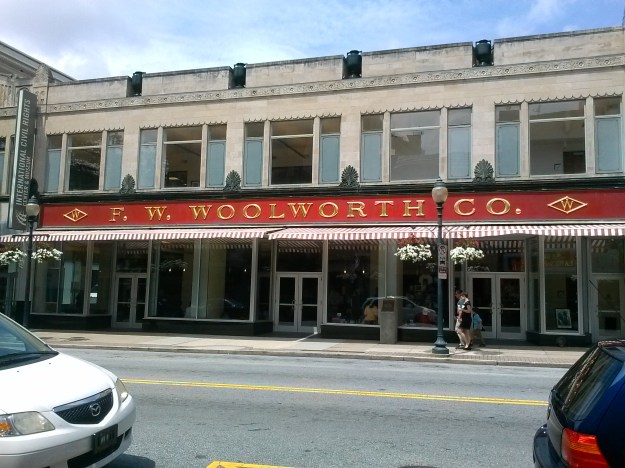 INTERNATIONAL CIVIL RIGHTS
W F. W. WOOLWORTH CO. W